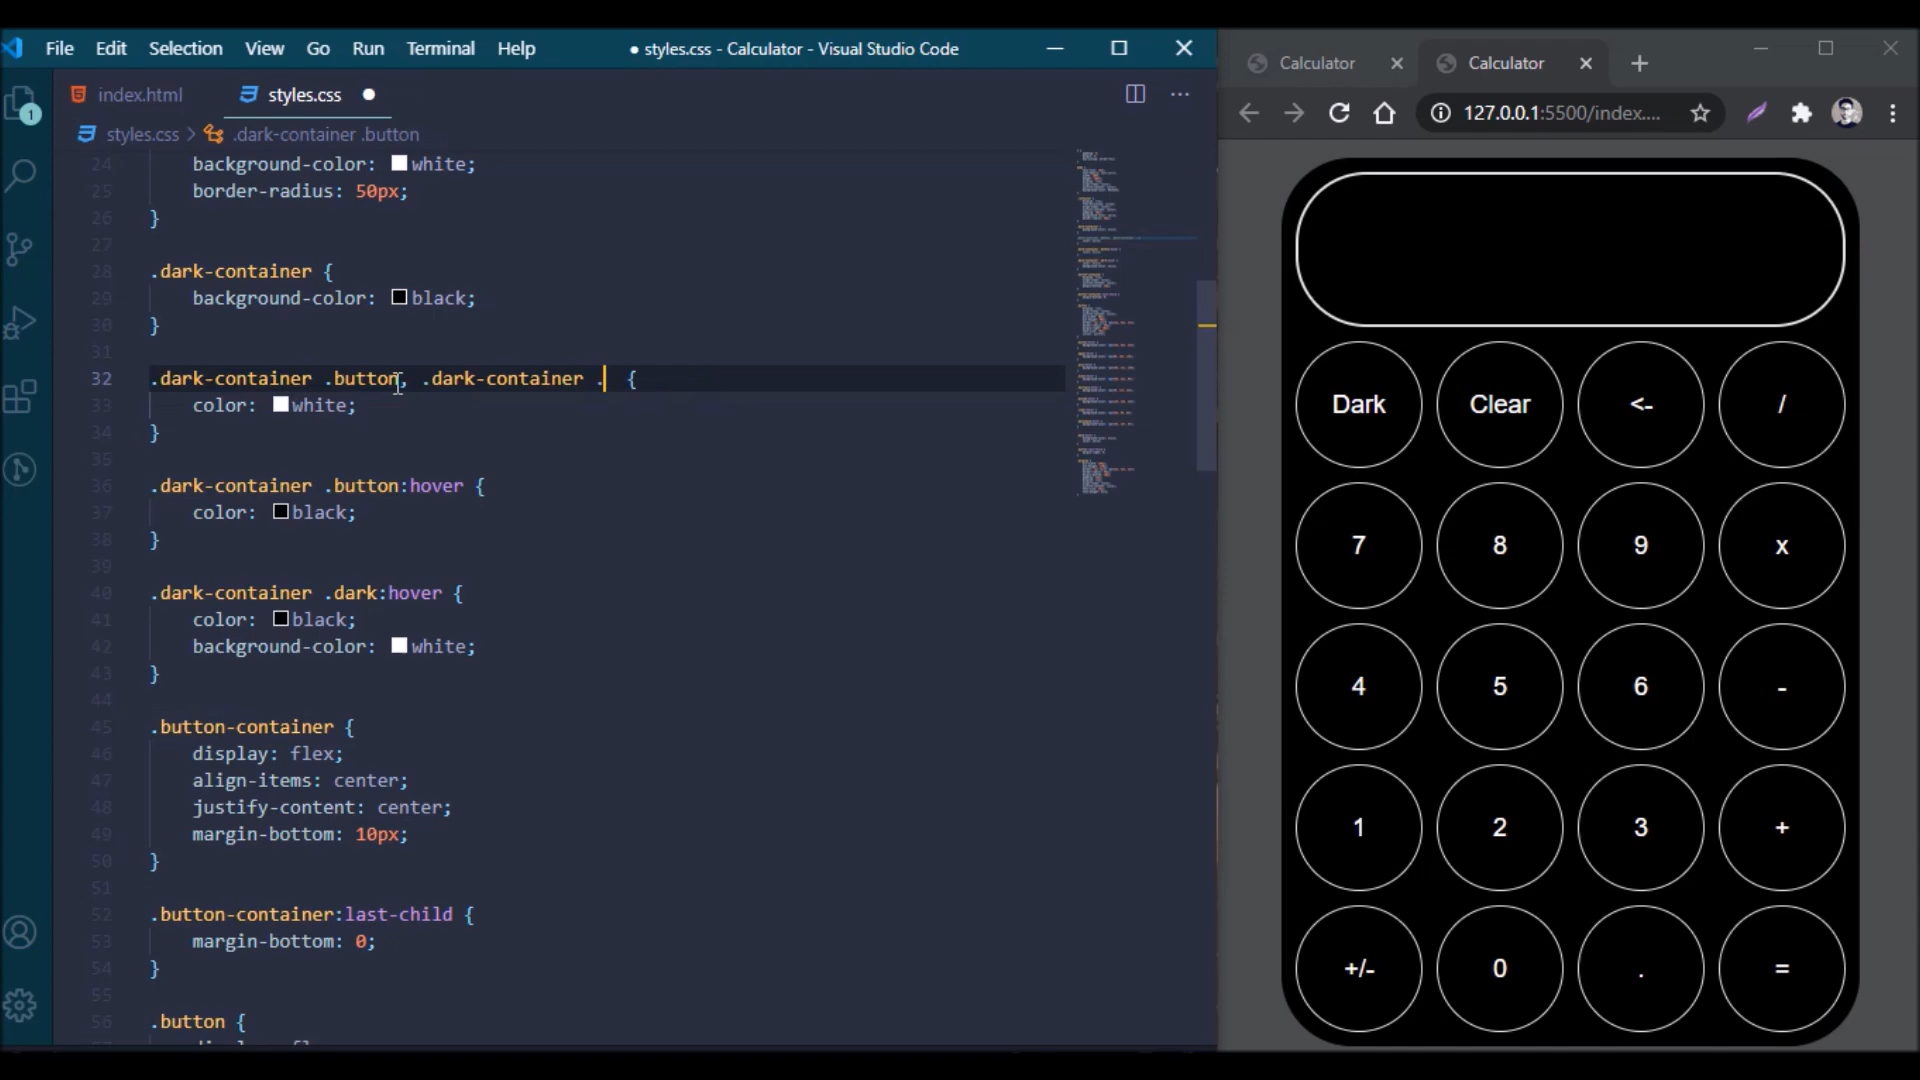 File Edit Selection View Go Run Terminal Help ● styles.css - Calculator - Visual Studio Code
index.html styles.css
styles.css > .dark-container .button
24 background-color: white;
25 border-radius: 50px;
26 }
27
28 .dark-container {
29 background-color: black;
30 }
31
32 .dark-container .button, .dark-container . {
33 color: white;
34 }
35
36 .dark-container .button:hover {
37 color: black;
38 }
39
40 .dark-container .dark:hover {
41 color: black;
42 background-color: white;
43 }
44
45 .button-container {
46 display: flex;
47 align-items: center;
48 justify-content: center;
49 margin-bottom: 10px;
50 }
51
52 .button-container:last-child {
53 margin-bottom: 0;
54 }
55
56 .button {
1
Calculator Calculator
127.0.0.1:5500/index....
Dark Clear <- /
7 8 9 x
4 5 6 -
1 2 3 +
+/- 0 . =